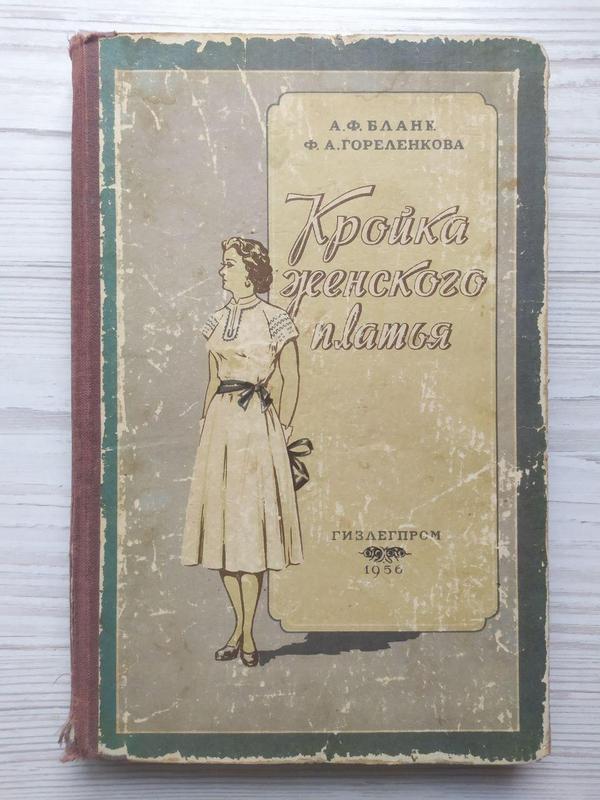 А.Ф.БЛАНК
Ф.А.ГОРЕЛЕНКОВА
Кройка
женского
платья
ГИЗЛЕГПРОМ
1956